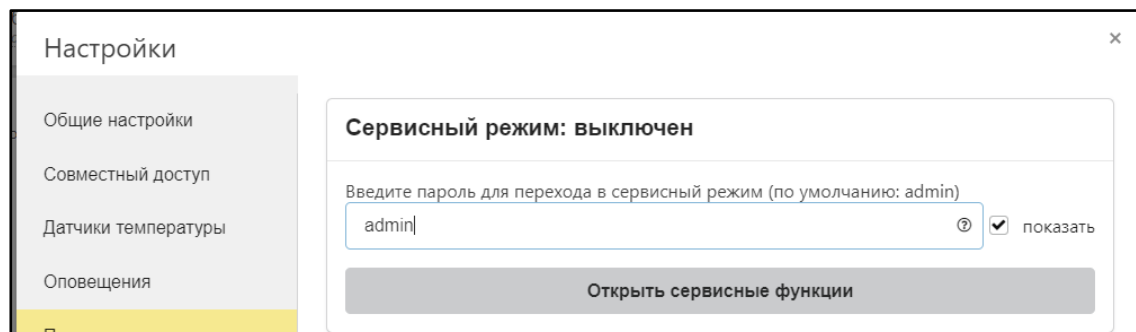 Настройки
×
Общие настройки
Совместный доступ
Датчики температуры
Оповещения
Сервисный режим: выключен
Введите пароль для перехода в сервисный режим (по умолчанию: admin)
admin
показать
Открыть сервисные функции